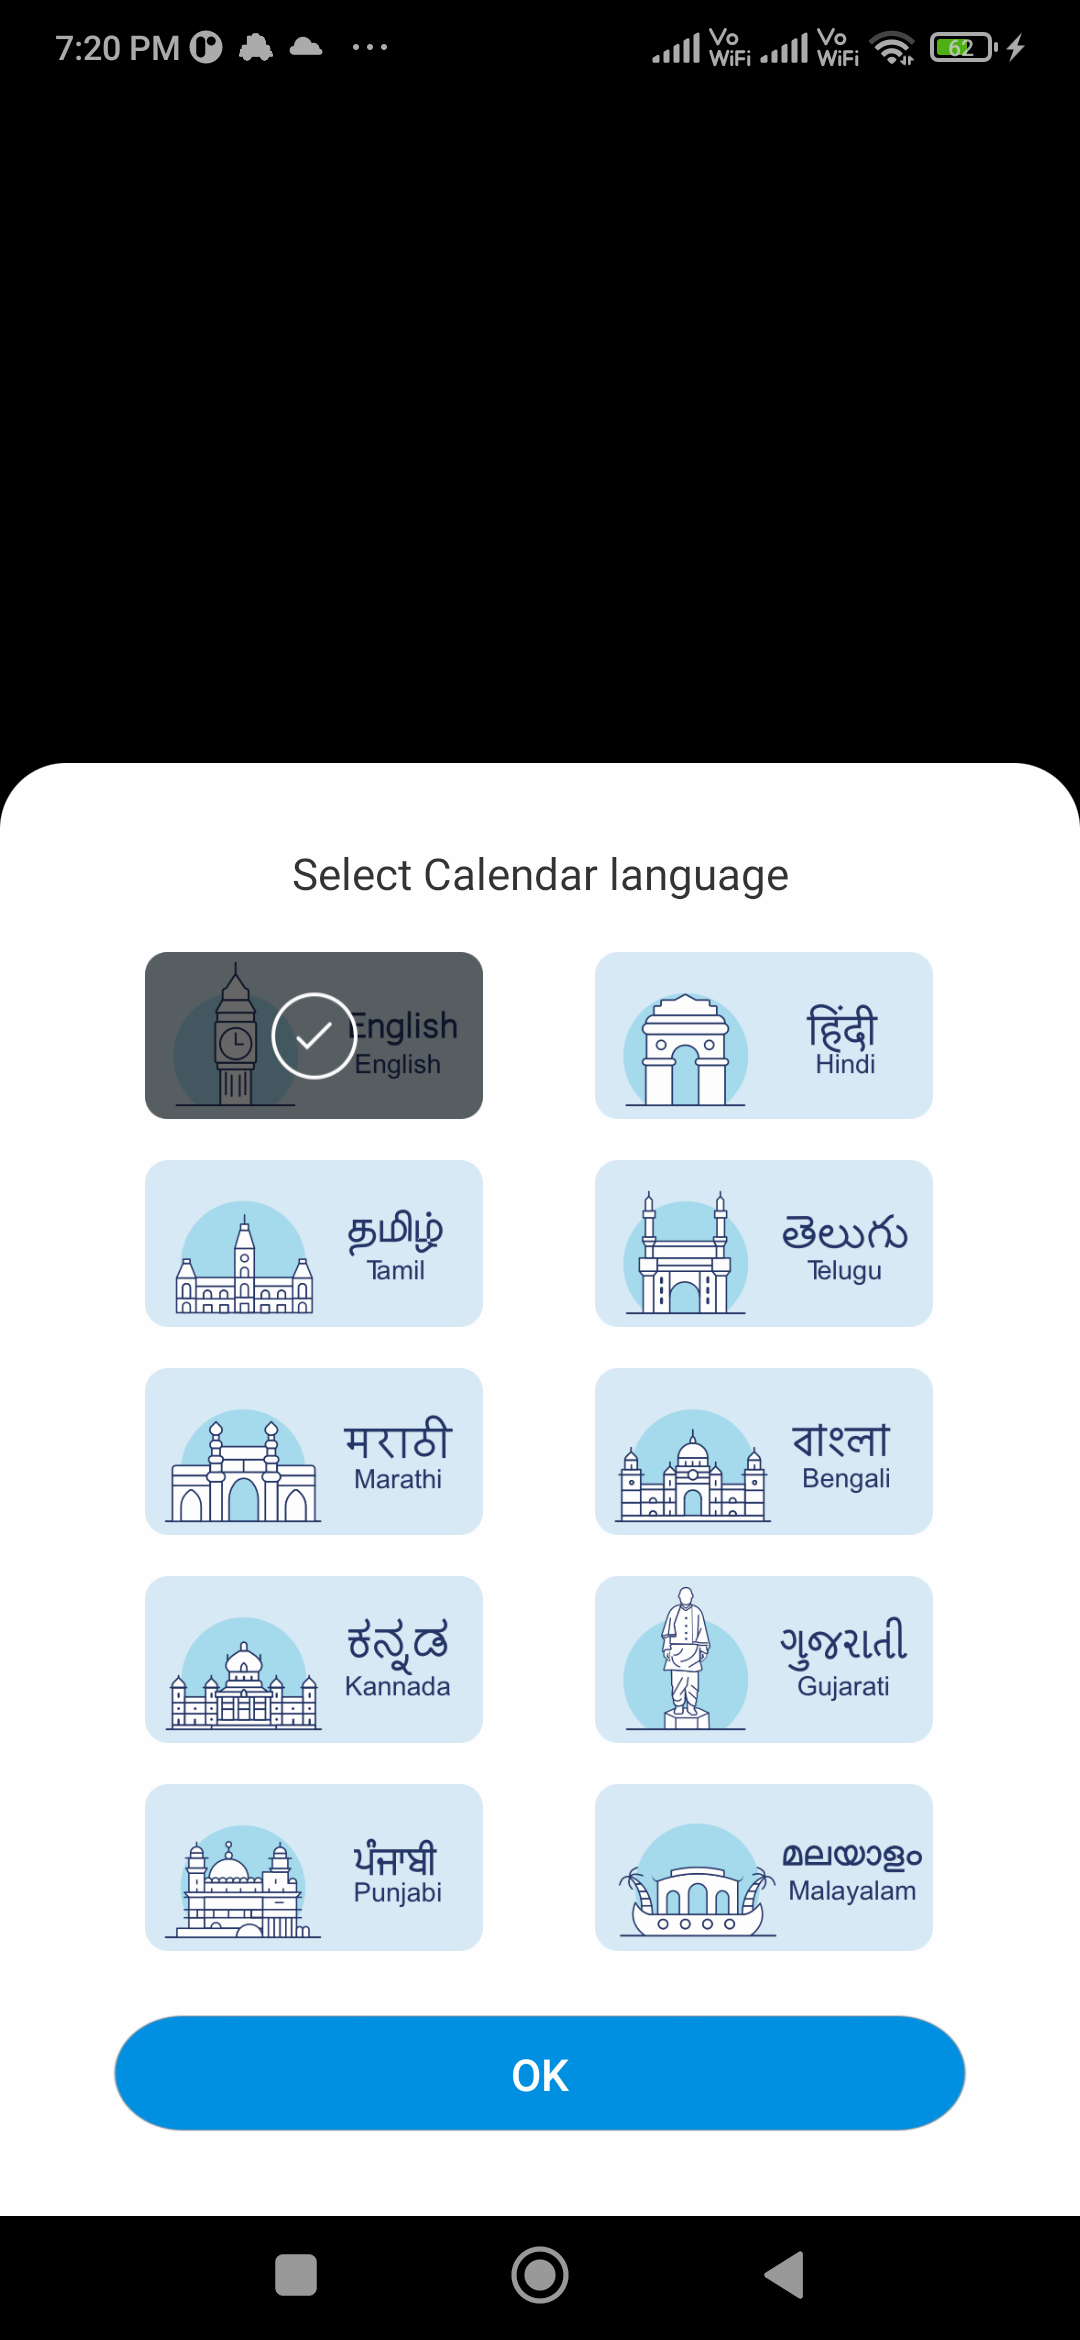 7:20 PM
Vo
WiFi
Vo
WiFi
62
Select Calendar language
English
English
हिंदी
Hindi
தமிழ்
Tamil
తెలుగు
Telugu
मराठी
Marathi
বাংলা
Bengali
ಕನ್ನಡ
Kannada
ગુજરાતી
Gujarati
ਪੰਜਾਬੀ
Punjabi
മലയാളം
Malayalam
OK